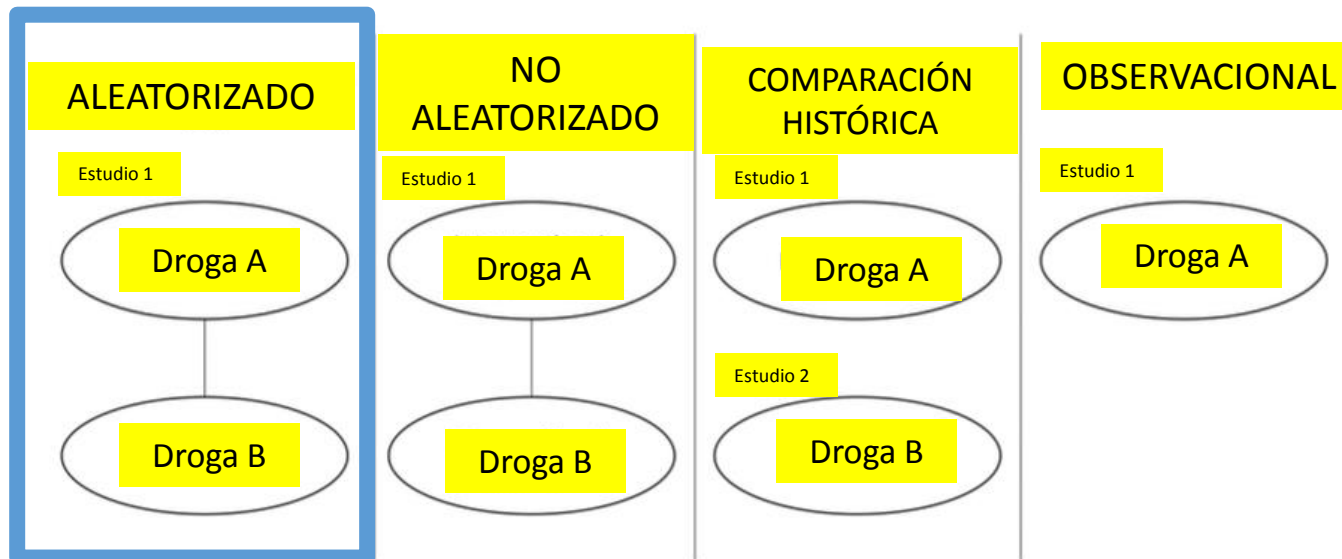 ALEATORIZADO
Estudio 1
Droga A
Droga B
NO
ALEATORIZADO
Estudio 1
Droga A
Droga B
COMPARACIÓN
HISTÓRICA
Estudio 1
Droga A
Estudio 2
Droga B
OBSERVACIONAL
Estudio 1
Droga A